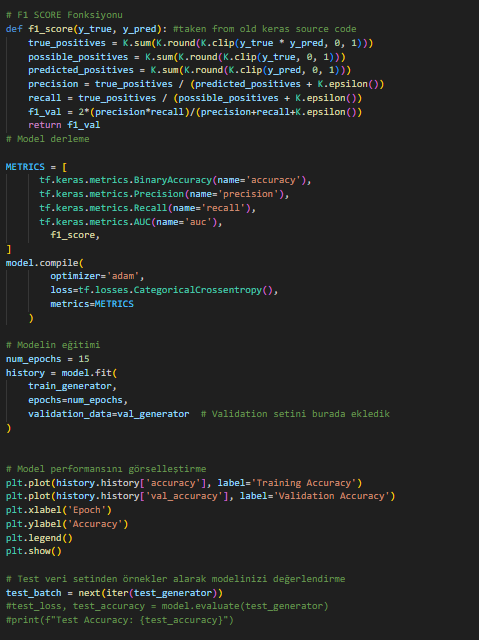 # F1 SCORE Fonksiyonu
def f1_score(y_true, y_pred): #taken from old keras source code
    true_positives = K.sum(K.round(K.clip(y_true * y_pred, 0, 1)))
    possible_positives = K.sum(K.round(K.clip(y_true, 0, 1)))
    predicted_positives = K.sum(K.round(K.clip(y_pred, 0, 1)))
    precision = true_positives / (predicted_positives + K.epsilon())
    recall = true_positives / (possible_positives + K.epsilon())
    f1_val = 2*(precision*recall)/(precision+recall+K.epsilon())
    return f1_val
# Model derleme
METRICS = [
      tf.keras.metrics.BinaryAccuracy(name='accuracy'),
      tf.keras.metrics.Precision(name='precision'),
      tf.keras.metrics.Recall(name='recall'),
      tf.keras.metrics.AUC(name='auc'),
        f1_score,
]
model.compile(
        optimizer='adam',
        loss=tf.losses.CategoricalCrossentropy(),
        metrics=METRICS
    )
# Modelin eğitimi
num_epochs = 15
history = model.fit(
    train_generator,
    epochs=num_epochs,
    validation_data=val_generator  # Validation setini burada ekledik
)
# Model performansını görselleştirme
plt.plot(history.history['accuracy'], label='Training Accuracy')
plt.plot(history.history['val_accuracy'], label='Validation Accuracy')
plt.xlabel('Epoch')
plt.ylabel('Accuracy')
plt.legend()
plt.show()
# Test veri setinden örnekler alarak modelinizi değerlendirme
test_batch = next(iter(test_generator))
#test_loss, test_accuracy = model.evaluate(test_generator)
#print(f"Test Accuracy: {test_accuracy}")